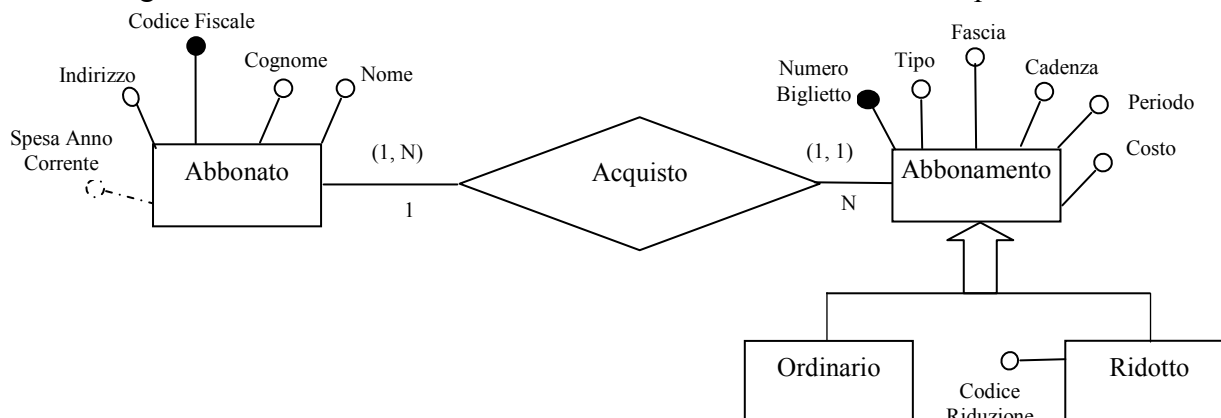 Codice Fiscale
Indirizzo
Cognome
Nome
Spesa Anno
Corrente
Abbonato
(1, N)
1
Acquisto
(1, 1)
N
Numero
Biglietto
Tipo
Fascia
Cadenza
Periodo
Costo
Abbonamento
Ordinario
Codice
Riduzione
Ridotto